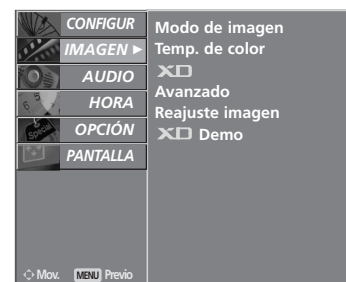 CONFIGUR
IMAGEN ►
AUDIO
HORA
OPCIÓN
PANTALLA
Mov. MENU Previo
Modo de imagen
Temp. de color
XD
Avanzado
Reajuste imagen
XD Demo